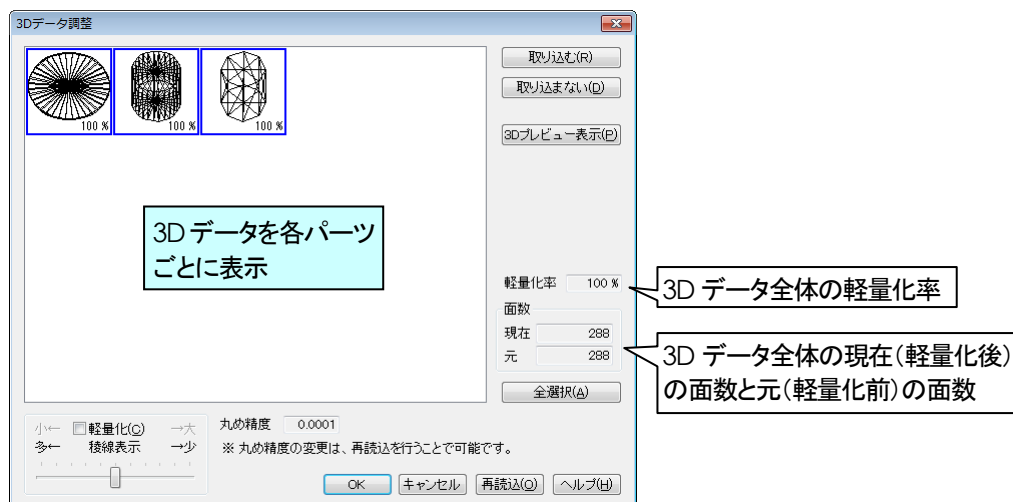 3Dデータ調整
取り込む(R)
取り込まない(D)
3Dプレビュー表示(P)
100 %
100 %
100 %
3Dデータを各パーツ
ごとに表示
軽量化率 100 %
3D データ全体の軽量化率
面数
現在 288
元 288
3D データ全体の現在(軽量化後)
の面数と元(軽量化前)の面数
全選択(A)
小← 軽量化(C) →大
多← 稜線表示 →少
丸め精度 0.0001
※ 丸め精度の変更は、再読込を行うことで可能です。
OK キャンセル 再読込(O) ヘルプ(H)